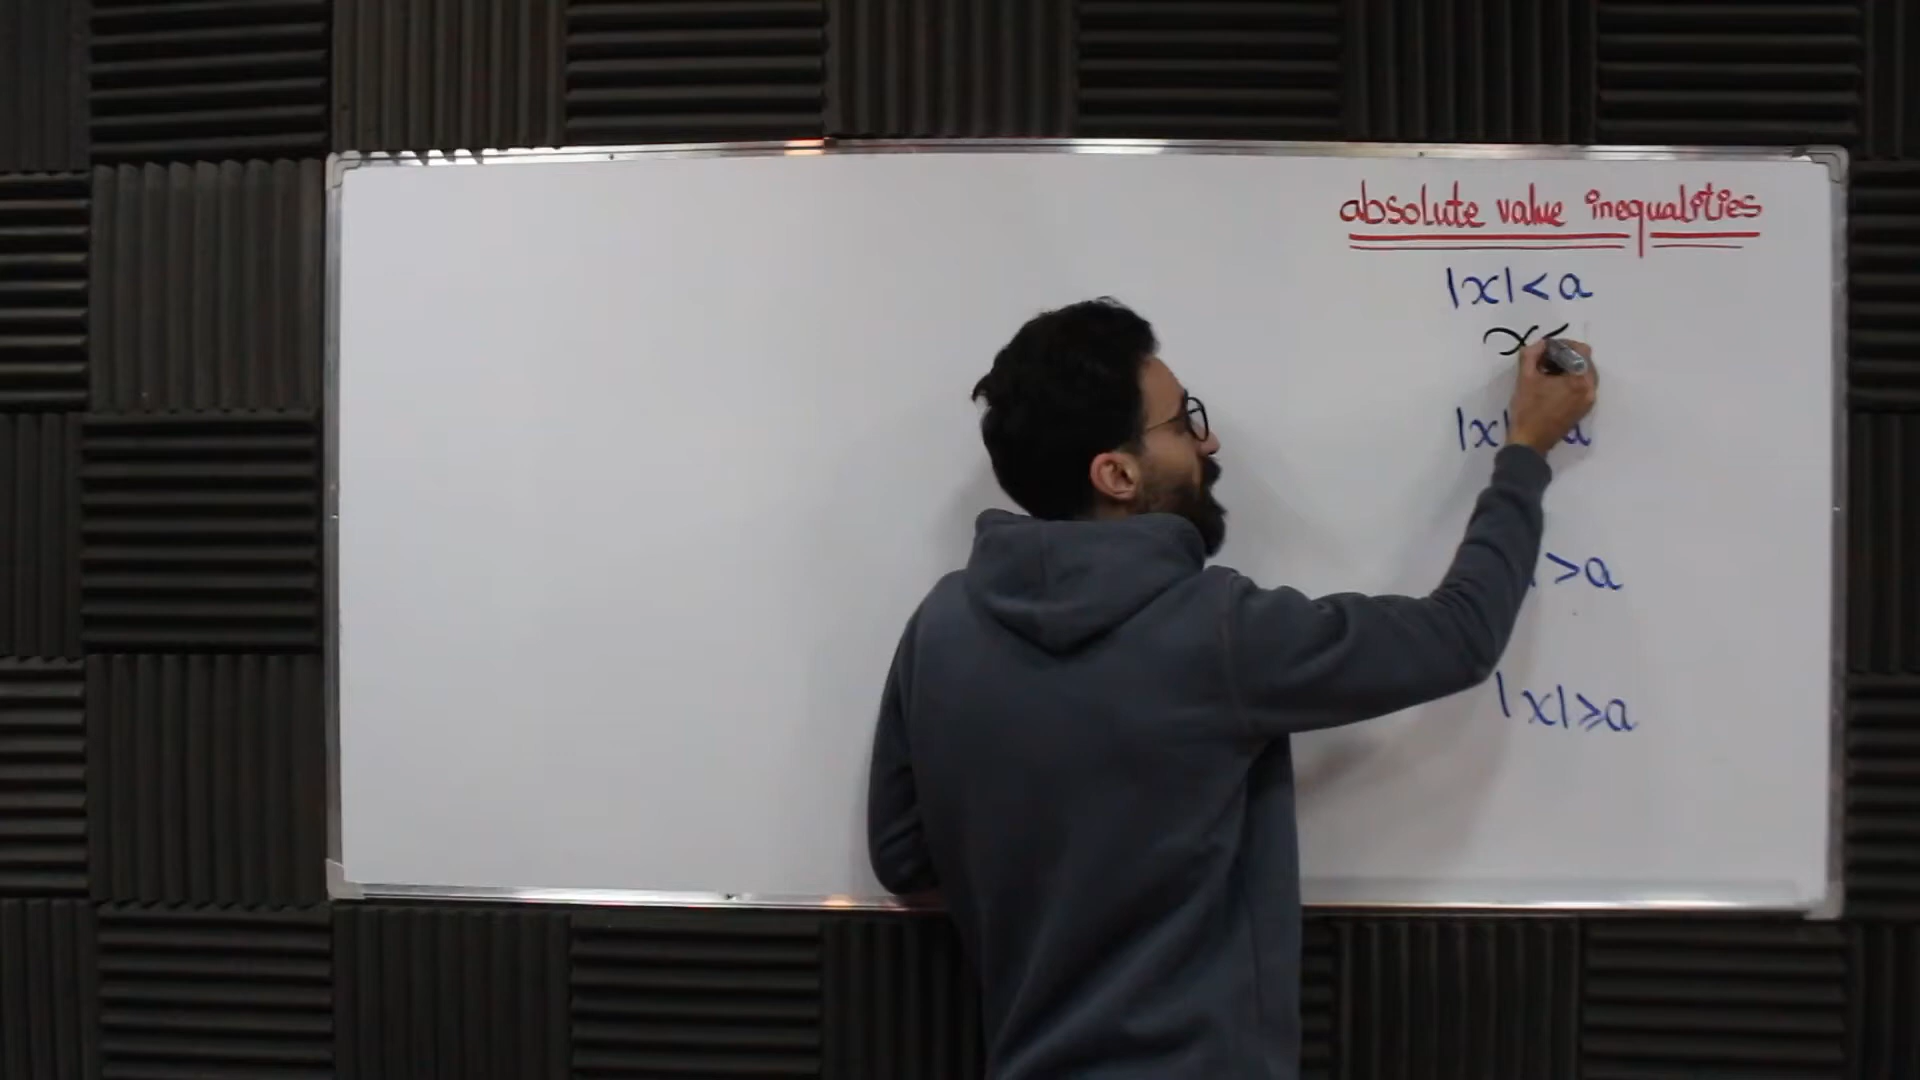 absolute value inequalities
|x|<a
x<
|x| a
>a
|x|⩾a